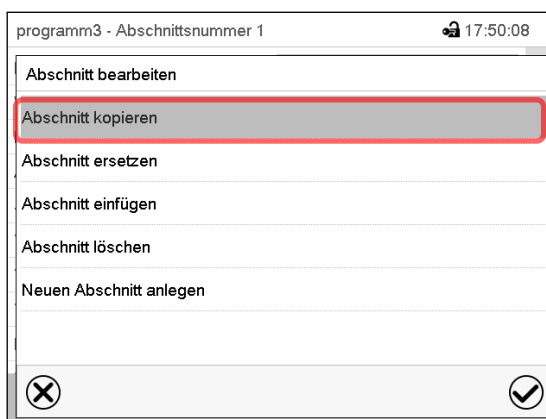 programm3 - Abschnittsnummer 1 17:50:08
Abschnitt bearbeiten
Abschnitt kopieren
Abschnitt ersetzen
Abschnitt einfügen
Abschnitt löschen
Neuen Abschnitt anlegen